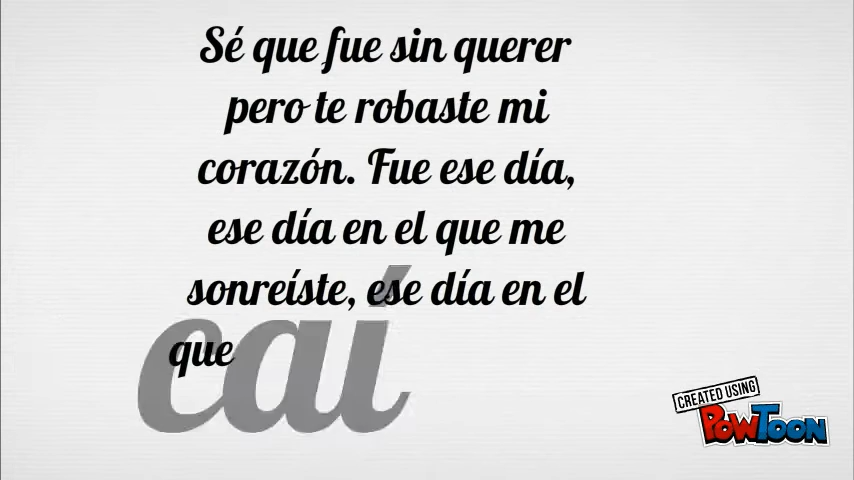 Sé que fue sin querer
pero te robaste mi
corazón. Fue ese día,
ese día en el que me
sonreíste, ese día en el
que
caí
CREATED USING
POWTOON